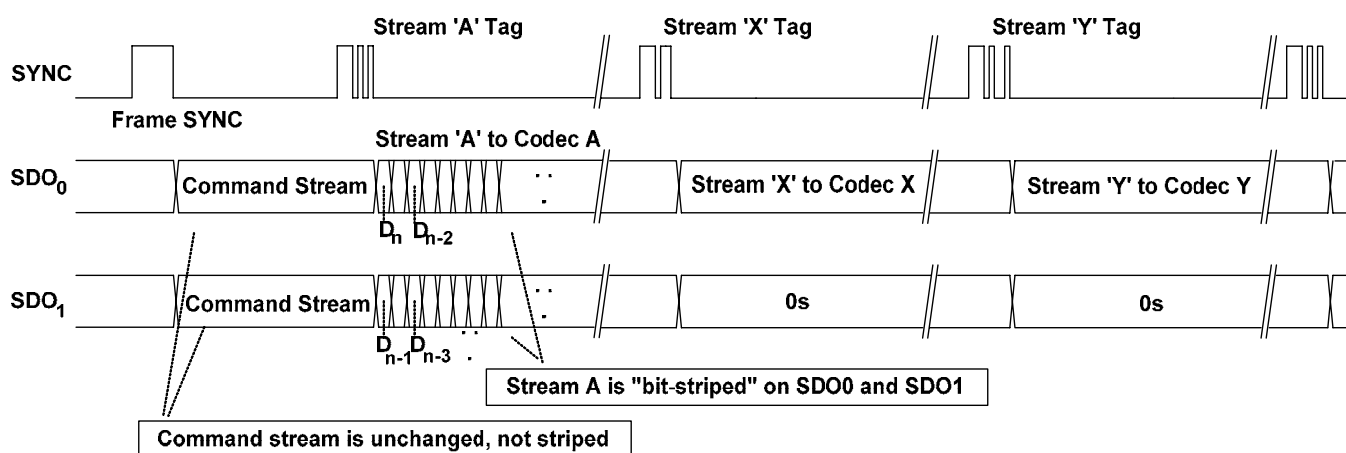 Stream 'A' Tag
Stream 'X' Tag
Stream 'Y' Tag
SYNC
Frame SYNC
Stream 'A' to Codec A
SDO0
Command Stream
. .
.
Stream 'X' to Codec X
Stream 'Y' to Codec Y
Dn
Dn-2
SDO1
Command Stream
. .
.
0s
0s
Dn-1
Dn-3
. .
.
Stream A is "bit-striped" on SDO0 and SDO1
Command stream is unchanged, not striped